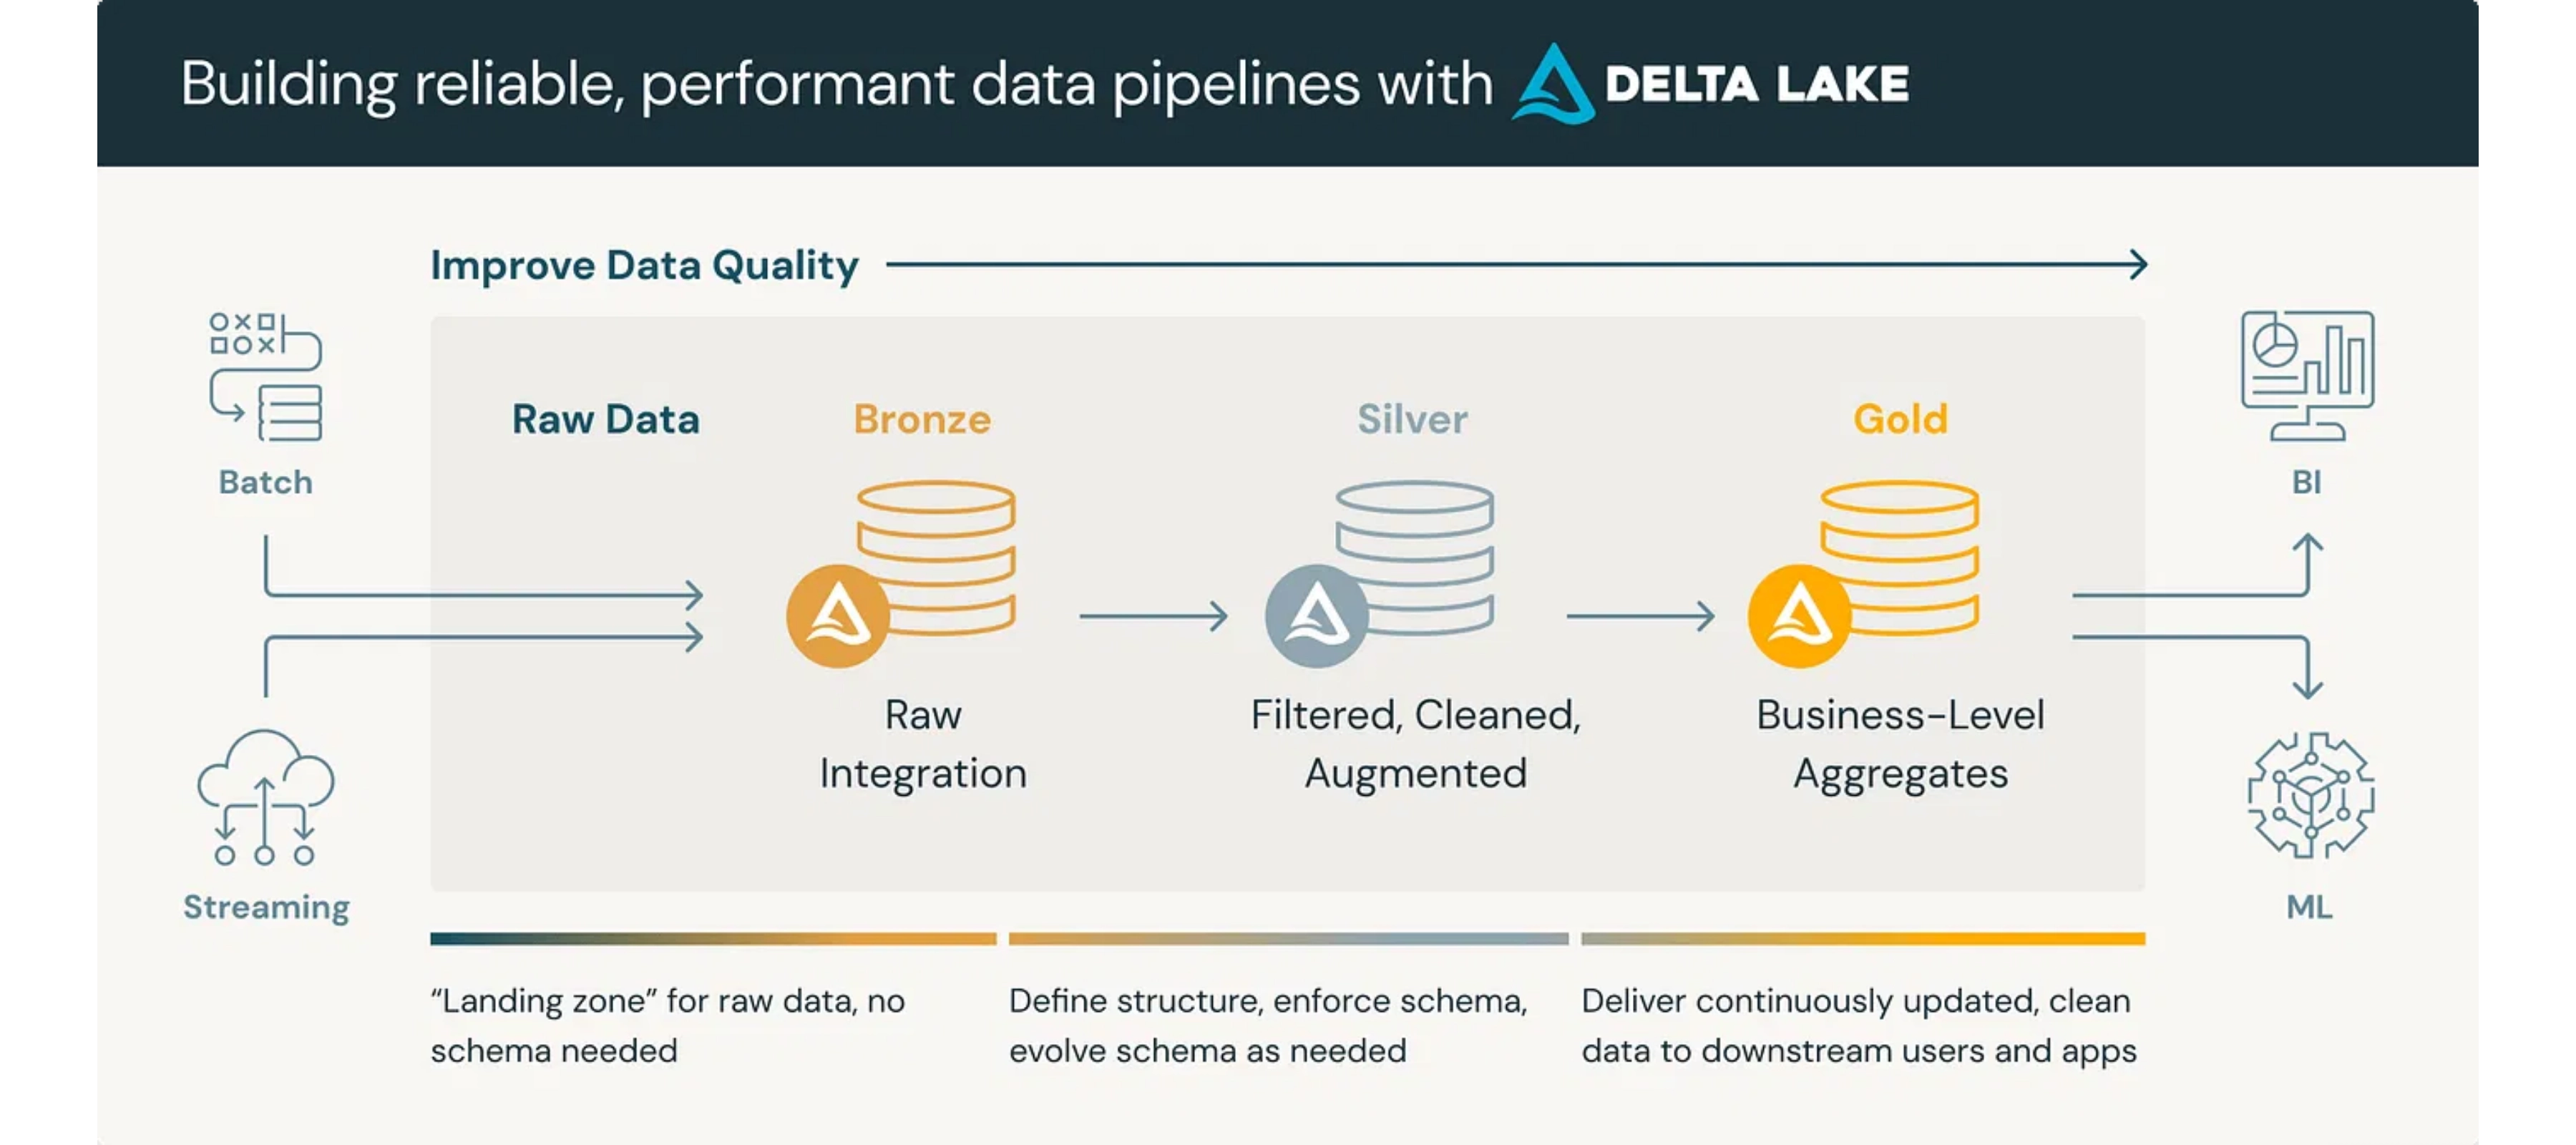 Building reliable, performant data pipelines with DELTA LAKE
Improve Data Quality
Batch
Streaming
Raw Data
Bronze
Raw
Integration
Silver
Filtered, Cleaned,
Augmented
Gold
Business-Level
Aggregates
BI
ML
“Landing zone” for raw data, no
schema needed
Define structure, enforce schema,
evolve schema as needed
Deliver continuously updated, clean
data to downstream users and apps